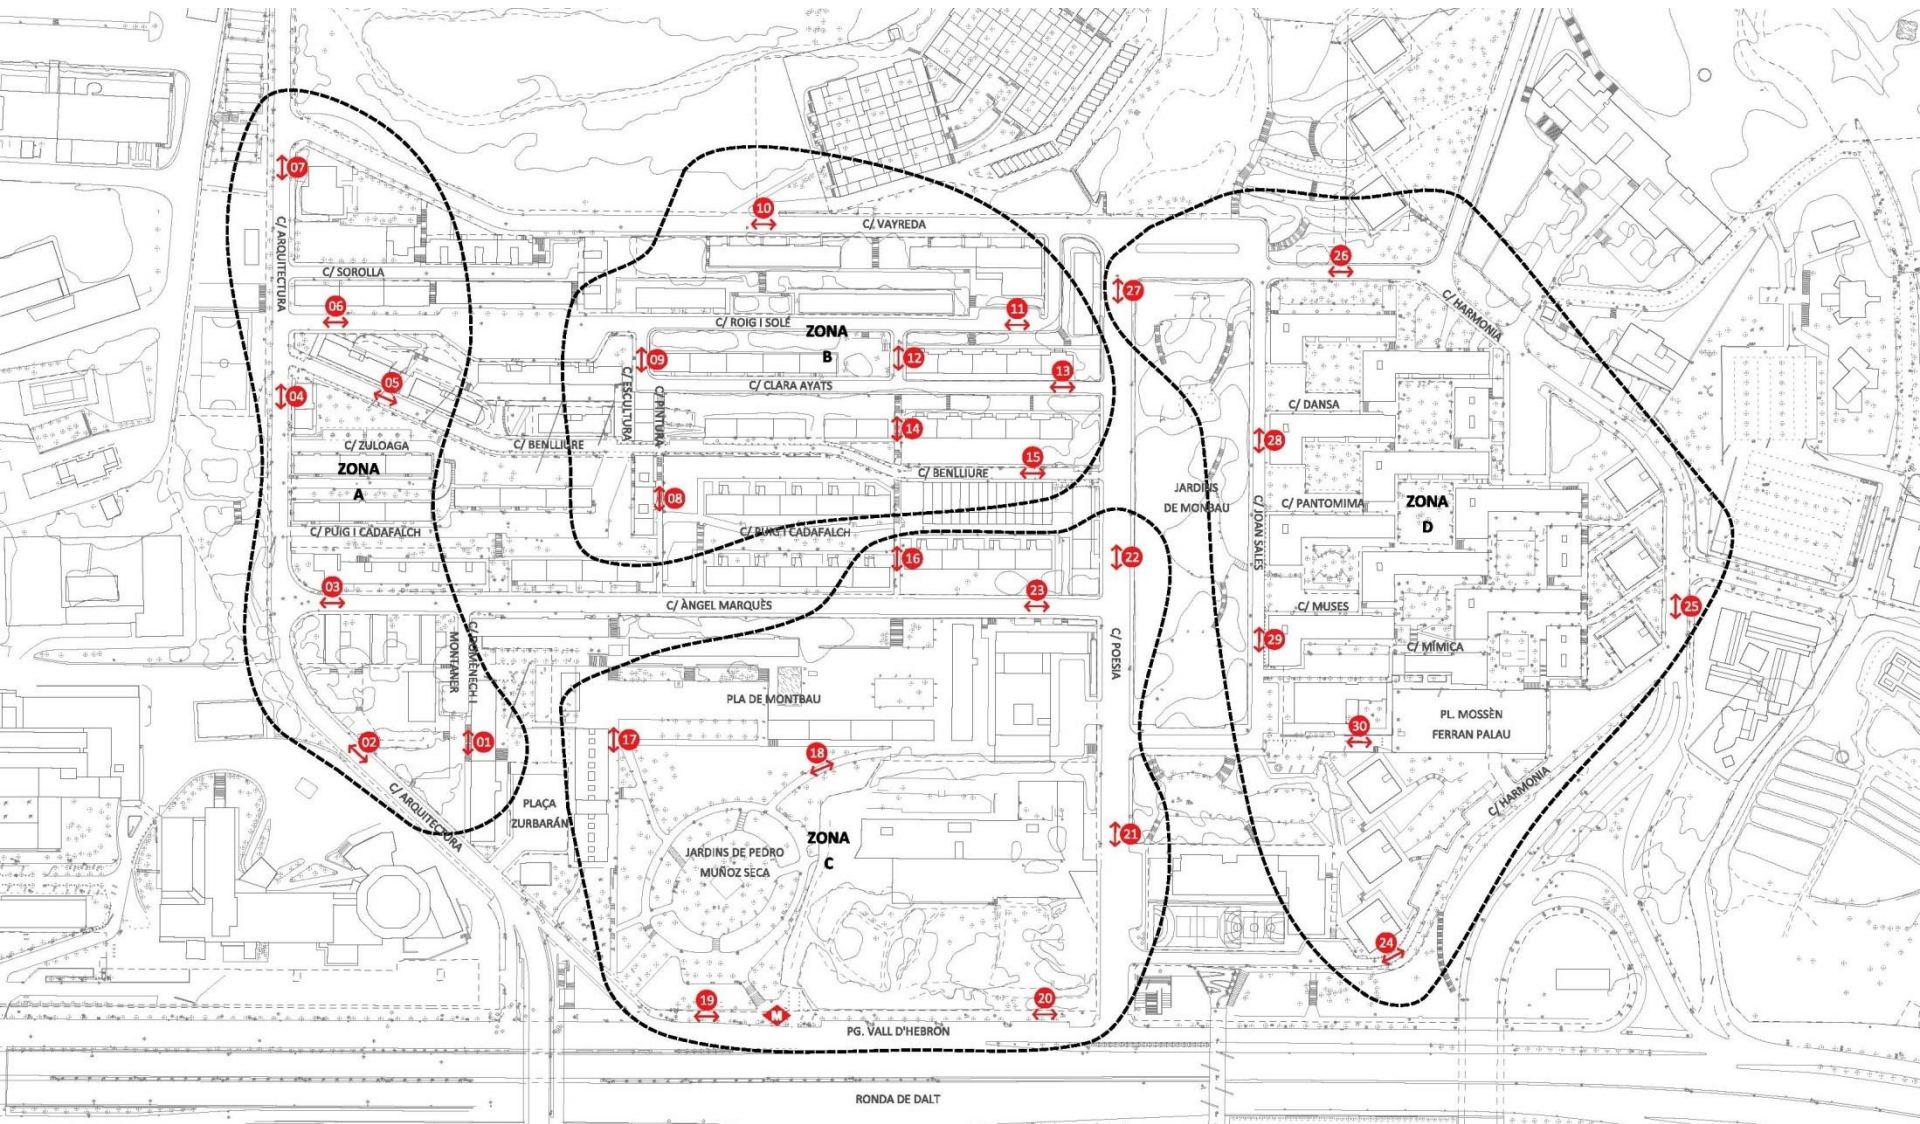 07
10
C/ VAYREDA
C/ ARQUITECTURA
C/ SOROLLA
26
27
06
11
C/ ROIG I SOLÉ
ZONA
B
C/ HARMONIA
09
12
05
13
C/ CLARA AYATS
04
C/ ESCULTURA
C/ PINTURA
C/ DANSA
14
28
C/ ZULOAGA
C/ BENLLIURE
15
C/ BENLLIURE
ZONA
A
08
JARDINS
DE MONBAU
C/ JOAN SALES
C/ PANTOMIMA
ZONA
D
C/ PUIG I CADAFALCH
C/ PUIG I CADAFALCH
16
22
03
23
C/ ÀNGEL MARQUÈS
C/ MUSES
25
C/ DOMÈNECH I
MONTANER
C/ POESIA
29
C/ MÍMICA
PLA DE MONTBAU
PL. MOSSÈN
FERRAN PALAU
02
01
17
18
30
C/ ARQUITECTURA
PLAÇA
ZURBARÁN
C/ HARMONIA
21
ZONA
C
JARDINS DE PEDRO
MUÑOZ SECA
24
19
M
20
PG. VALL D'HEBRÓN
RONDA DE DALT